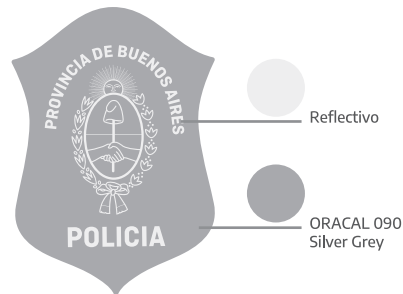 PROVINCIA DE BUENOS AIRES
POLICIA
Reflectivo
ORACAL 090
Silver Grey